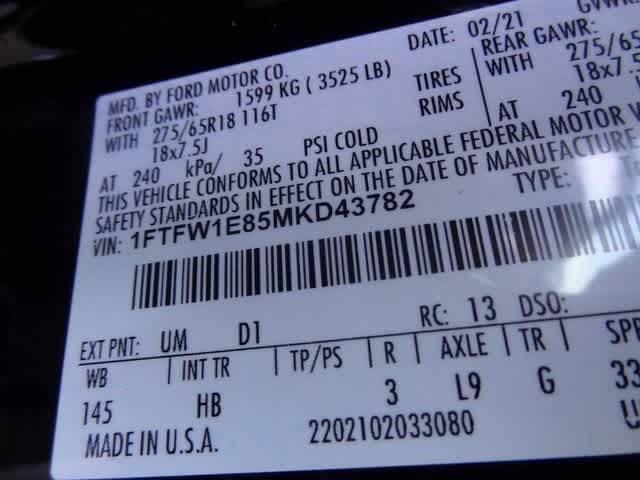 MFD. BY FORD MOTOR CO. DATE: 02/21 GVWR
FRONT GAWR: 1599 KG ( 3525 LB) REAR GAWR:
WITH 275/65R18 116T TIRES WITH 275/65
18x7.5J RIMS 18x7.5
AT 240 kPa/ 35 PSI COLD AT 240
THIS VEHICLE CONFORMS TO ALL APPLICABLE FEDERAL MOTOR
SAFETY STANDARDS IN EFFECT ON THE DATE OF MANUFACTURE
VIN: 1FTFW1E85MKD43782 TYPE:
EXT PNT: UM D1 RC: 13 DSO:
WB INT TR TP/PS R AXLE TR SPR
145 HB 3 L9 G 33
MADE IN U.S.A. 2202102033080